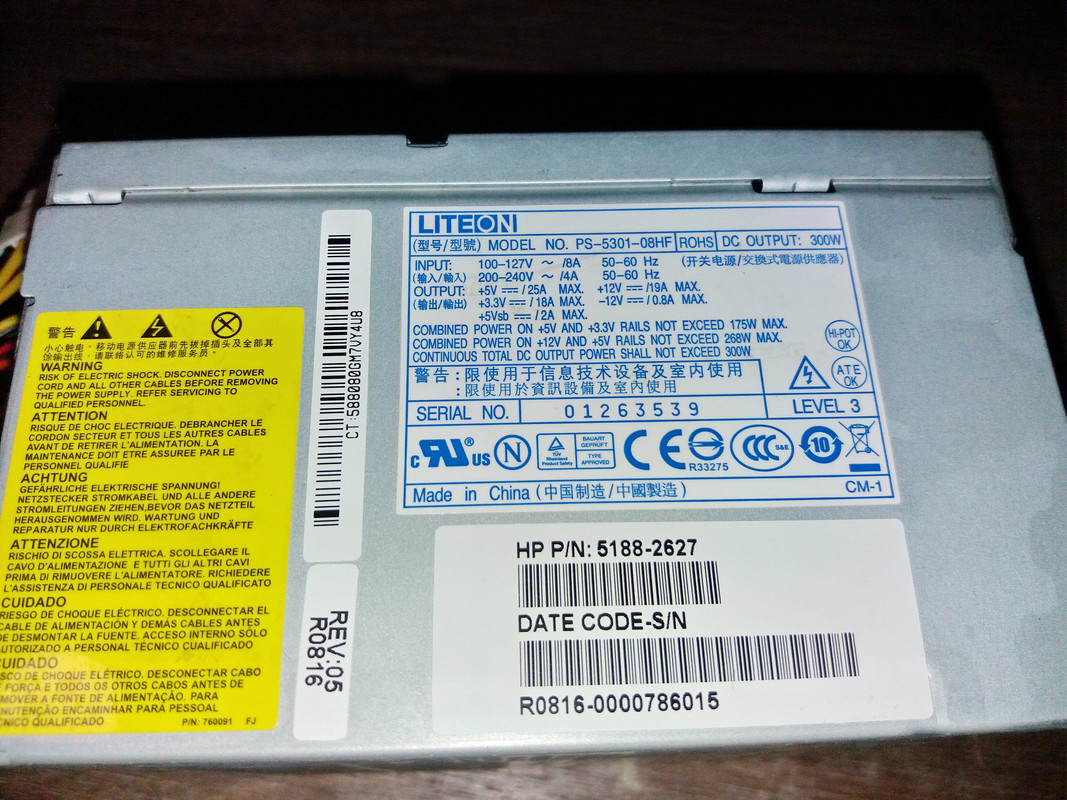 警告
小心触电。移动电源供应器前先拔掉插头及全部其
馀输出线,请联络认可的维修服务员。
WARNING
RISK OF ELECTRIC SHOCK. DISCONNECT POWER
CORD AND ALL OTHER CABLES BEFORE REMOVING
THE POWER SUPPLY. REFER SERVICING TO
QUALIFIED PERSONNEL.
ATTENTION
RISQUE DE CHOC ELECTRIQUE. DEBRANCHER LE
CORDON SECTEUR ET TOUS LES AUTRES CABLES
AVANT DE RETIRER L'ALIMENTATION. LA
MAINTENANCE DOIT ETRE ASSUREE PAR LE
PERSONNEL QUALIFIE
ACHTUNG
GEFÄHRLICHE ELEKTRISCHE SPANNUNG!
NETZSTECKER STROMKABEL UND ALLE ANDERE
STROMLEITUNGEN ZIEHEN,BEVOR DAS NETZTEIL
HERAUSGENOMMEN WIRD. WARTUNG UND
REPARATUR NUR DURCH ELEKTROFACHKRÄFTE
ATTENZIONE
RISCHIO DI SCOSSA ELETTRICA. SCOLLEGARE IL
CAVO D'ALIMENTAZIONE E TUTTI GLI ALTRI CAVI
PRIMA DI RIMUOVERE L'ALIMENTATORE. RICHIEDERE
L'ASSISTENZA DI PERSONALE TECNICO QUALIFICATO
CUIDADO
RIESGO DE CHOQUE ELÉCTRICO. DESCONECTAR EL
CABLE DE ALIMENTACIÓN Y DEMÁS CABLES ANTES
DE DESMONTAR LA FUENTE. ACCESO INTERNO SÓLO
AUTORIZADO A PERSONAL TÉCNICO CUALIFICADO
CUIDADO
SCO DE CHOQUE ELÉTRICO. DESCONECTAR CABO
FORÇA E TODOS OS OTROS CABOS ANTES DE
MOVER A FONTE DE ALIMENTAÇÃO. PARA
NUTENÇÃO ENCAMINHAR PARA PESSOAL
CNICO QUALIFICADO
P/N: 760091 FJ
CT:588080GM7VY4U8
REV:05
R0816
LITEON
(型号/型號) MODEL NO. PS-5301-08HF ROHS DC OUTPUT: 300W
INPUT: 100-127V ～ /8A 50-60 Hz (开关电源/交換式電源供應器)
(输入/輸入) 200-240V ～ /4A 50-60 Hz
OUTPUT: +5V ⎓ /25A MAX. +12V ⎓ /19A MAX.
(输出/輸出) +3.3V ⎓ /18A MAX. -12V ⎓ /0.8A MAX.
+5Vsb ⎓ /2A MAX.
COMBINED POWER ON +5V AND +3.3V RAILS NOT EXCEED 175W MAX.
COMBINED POWER ON +12V AND +5V RAILS NOT EXCEED 268W MAX.
CONTINUOUS TOTAL DC OUTPUT POWER SHALL NOT EXCEED 300W
HI-POT
OK
警告:限使用于信息技术设备及室内使用
:限使用於資訊設備及室內使用
ATE
OK
SERIAL NO. 01263539 LEVEL 3
c UR® US N TÜV Rheinland Product Safety BAUART GEPRÜFT TYPE APPROVED CE R33275 CCC S&E 10
Made in China (中国制造/中國製造) CM-1
HP P/N: 5188-2627
DATE CODE-S/N
R0816-0000786015